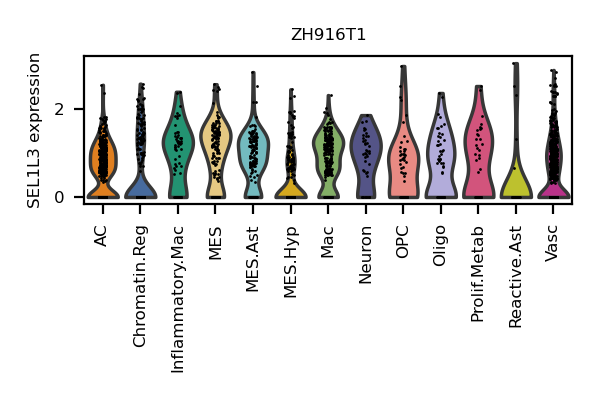 ZH916T1
SEL1L3 expression
2
0
AC
Chromatin.Reg
Inflammatory.Mac
MES
MES.Ast
MES.Hyp
Mac
Neuron
OPC
Oligo
Prolif.Metab
Reactive.Ast
Vasc